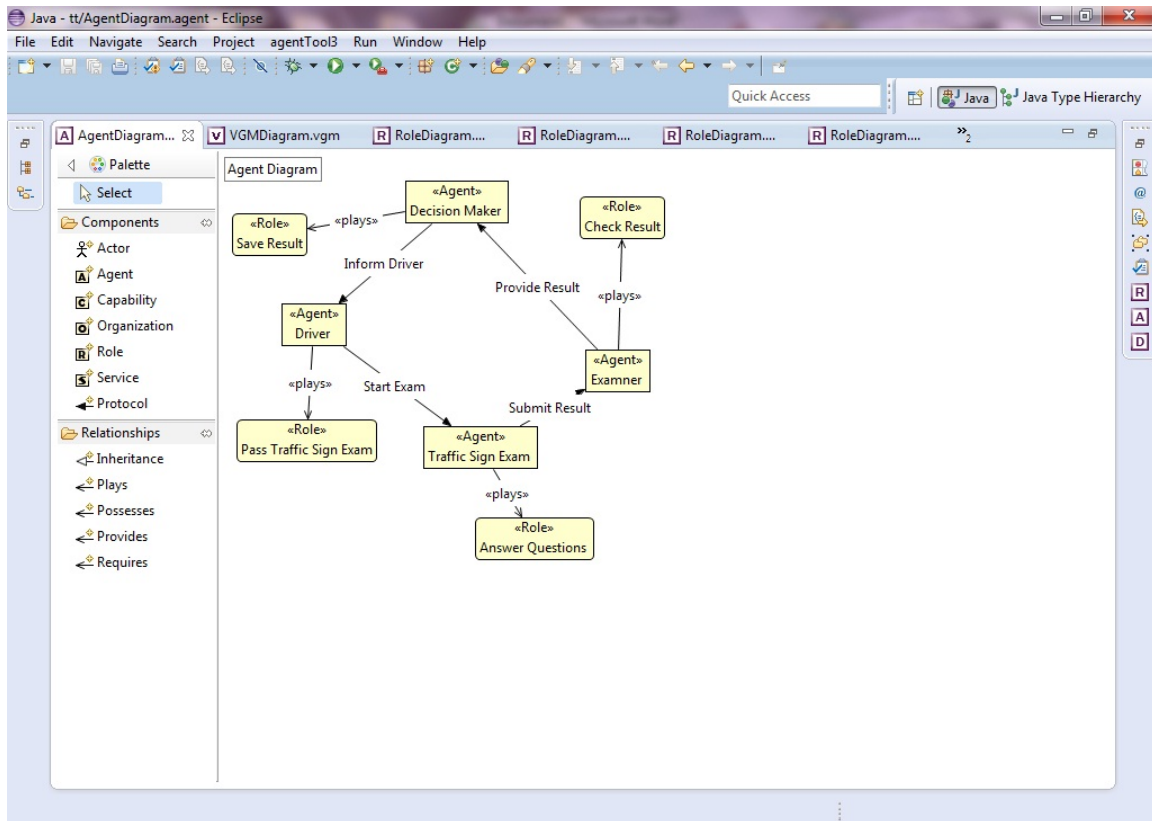 Java - tt/AgentDiagram.agent - Eclipse
File Edit Navigate Search Project agentTool3 Run Window Help
Quick Access
Java
Java Type Hierarchy
AgentDiagram...
VGMDiagram.vgm
RoleDiagram....
RoleDiagram....
RoleDiagram....
RoleDiagram....
»2
Palette
Select
Components
Actor
Agent
Capability
Organization
Role
Service
Protocol
Relationships
Inheritance
Plays
Possesses
Provides
Requires
Agent Diagram
«Agent»
Decision Maker
«Role»
Check Result
«Role»
Save Result
«plays»
Inform Driver
Provide Result
«plays»
«Agent»
Driver
«Agent»
Examner
«plays»
Start Exam
Submit Result
«Role»
Pass Traffic Sign Exam
«Agent»
Traffic Sign Exam
«plays»
«Role»
Answer Questions